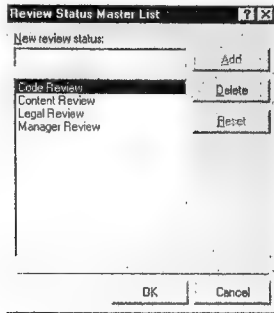 Review Status Master List
New review status:
Add
Code Review
Content Review
Legal Review
Manager Review
Delete
Reset
OK
Cancel